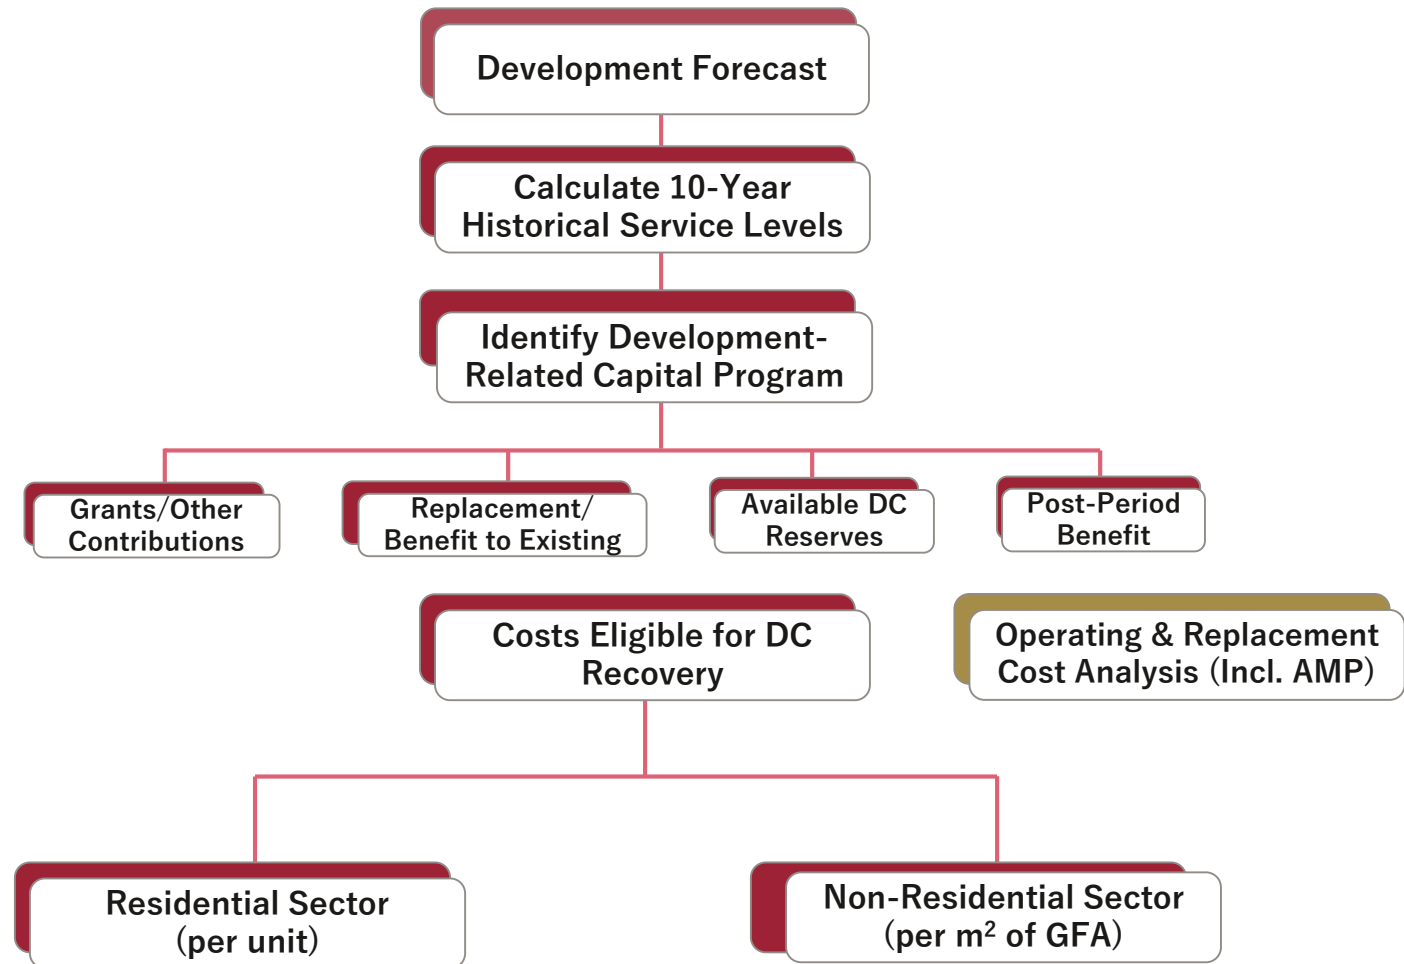 Development Forecast
Calculate 10-Year
Historical Service Levels
Identify Development-
Related Capital Program
Grants/Other
Contributions
Replacement/
Benefit to Existing
Available DC
Reserves
Post-Period
Benefit
Costs Eligible for DC
Recovery
Operating & Replacement
Cost Analysis (Incl. AMP)
Residential Sector
(per unit)
Non-Residential Sector
(per m² of GFA)